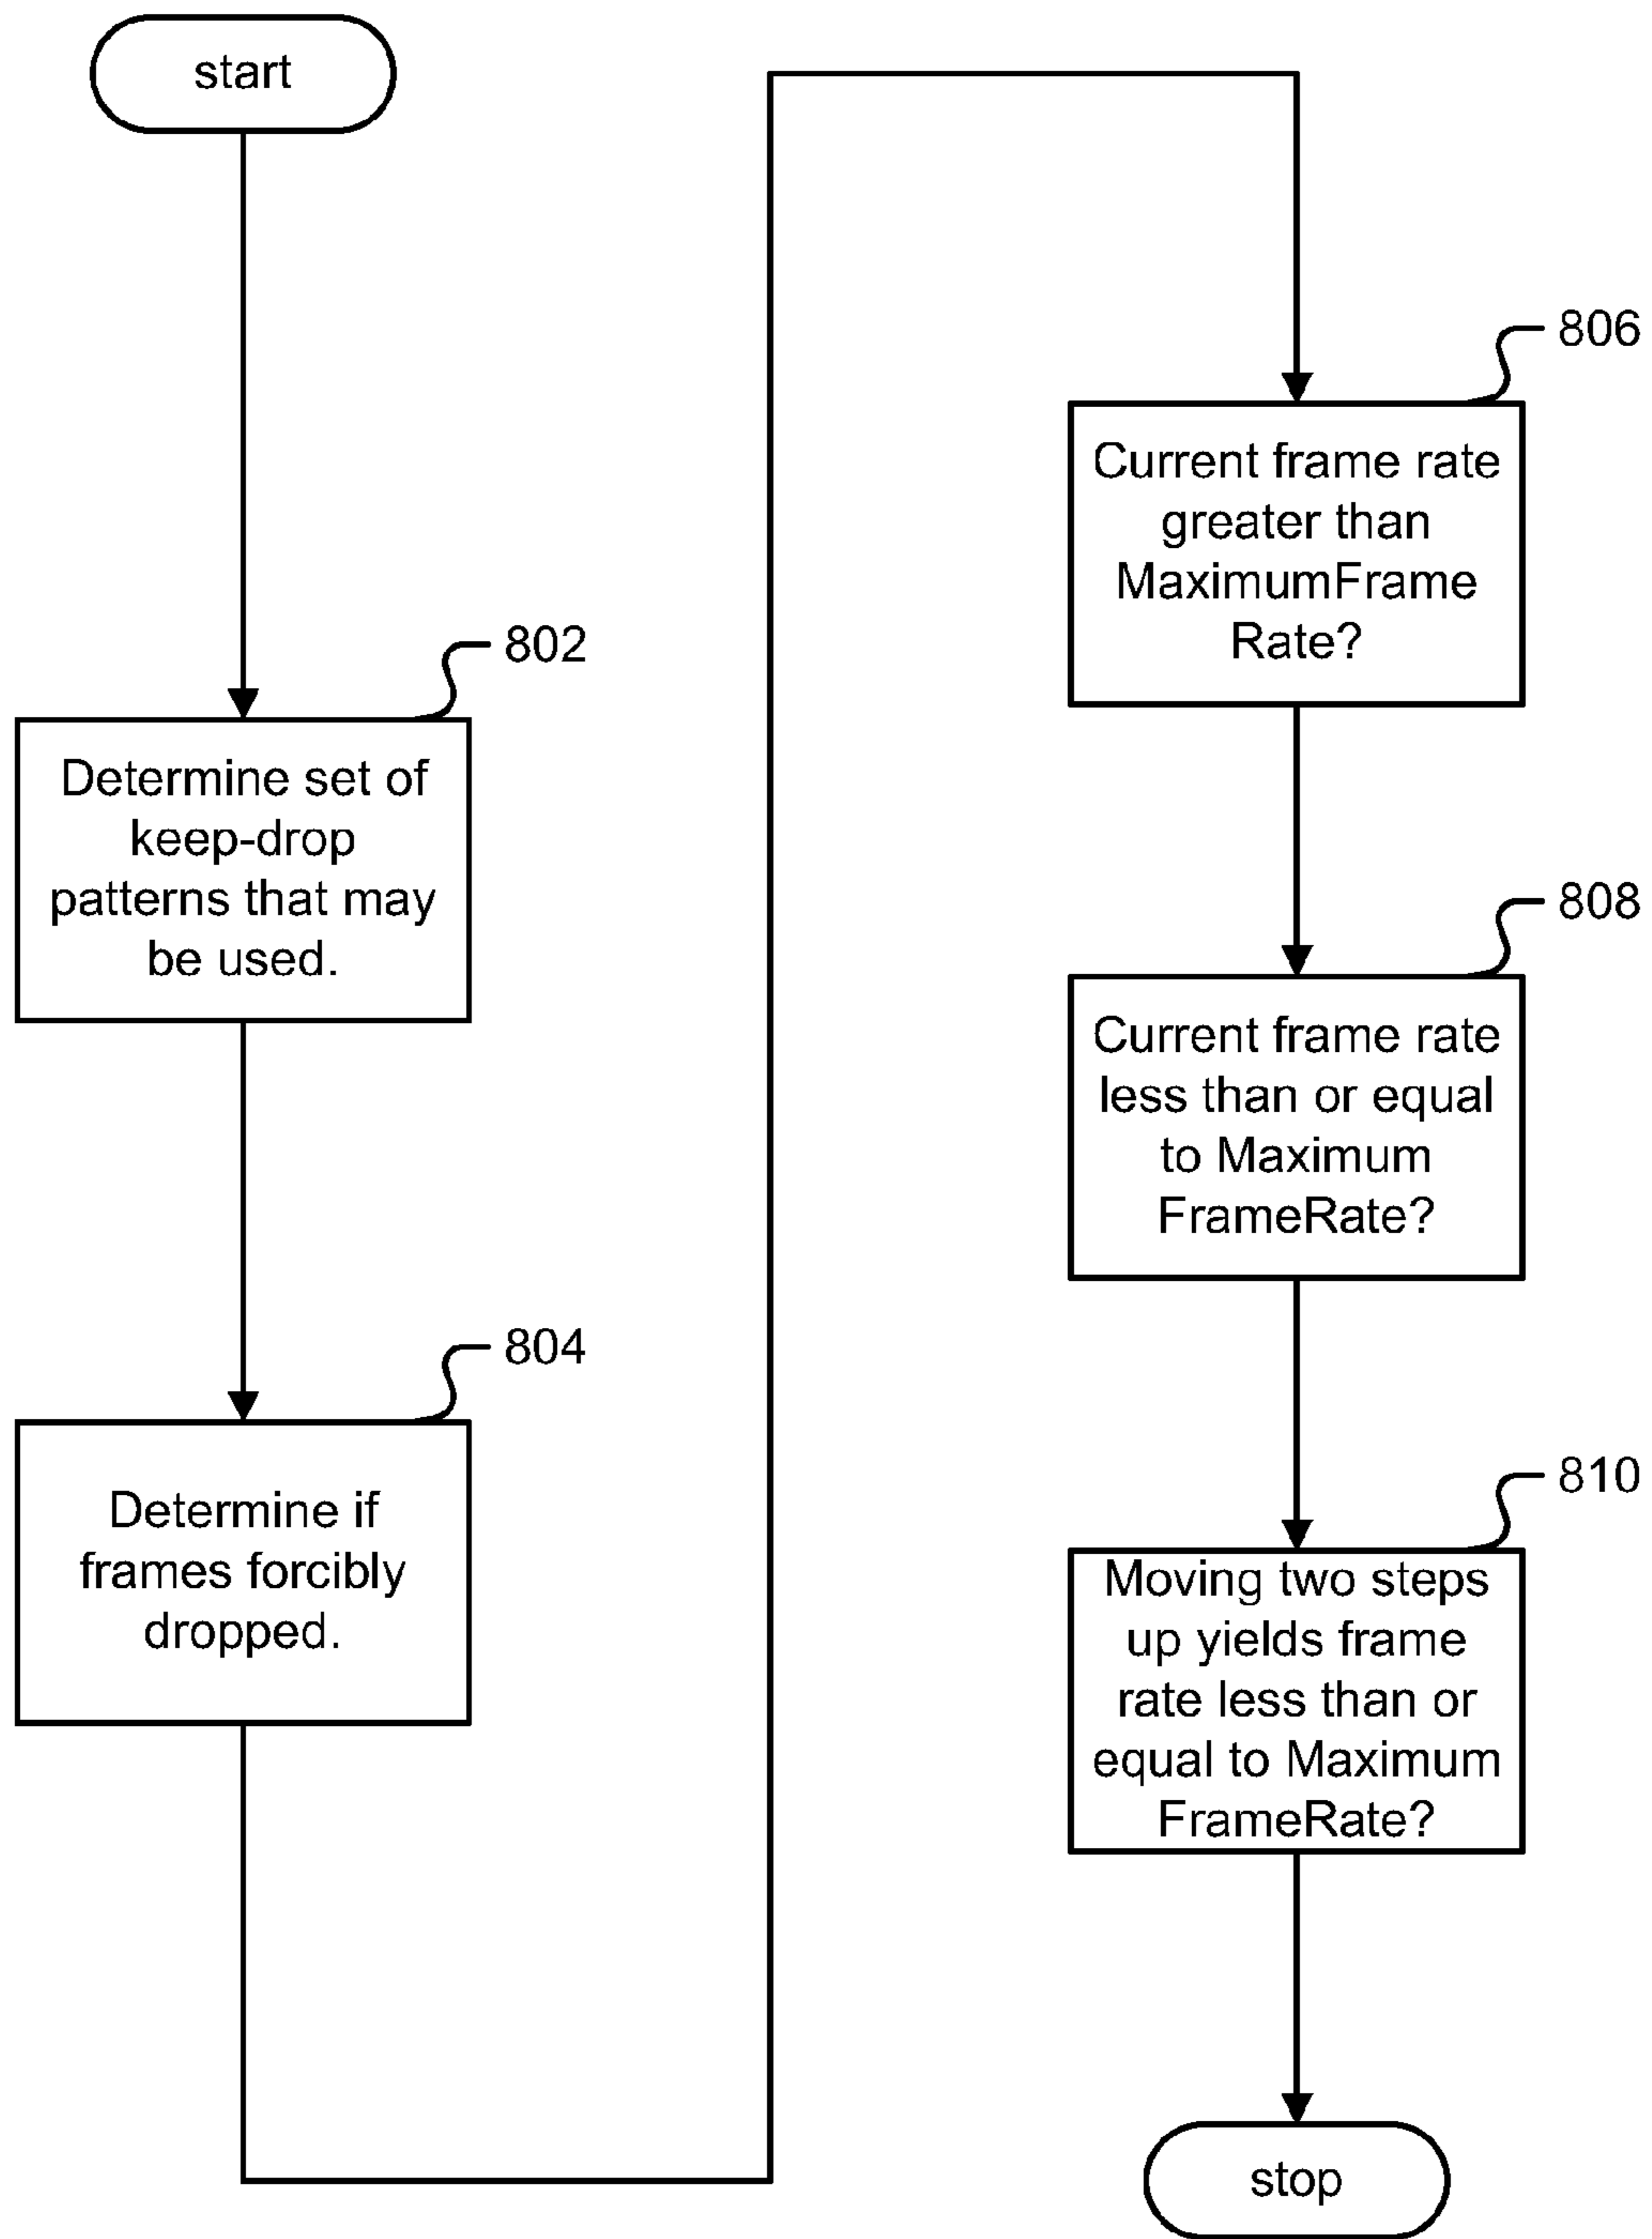 start
802
Determine set of
keep-drop
patterns that may
be used.
804
Determine if
frames forcibly
dropped.
806
Current frame rate
greater than
MaximumFrame
Rate?
808
Current frame rate
less than or equal
to Maximum
FrameRate?
810
Moving two steps
up yields frame
rate less than or
equal to Maximum
FrameRate?
stop